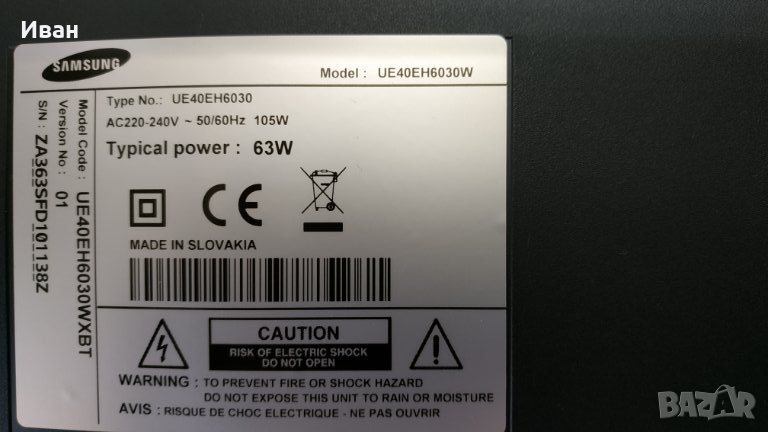 Иван
SAMSUNG
Model : UE40EH6030W
Type No.: UE40EH6030
AC220-240V ~ 50/60Hz 105W
Typical power : 63W
MADE IN SLOVAKIA
CAUTION
RISK OF ELECTRIC SHOCK
DO NOT OPEN
WARNING : TO PREVENT FIRE OR SHOCK HAZARD
DO NOT EXPOSE THIS UNIT TO RAIN OR MOISTURE
AVIS : RISQUE DE CHOC ELECTRIQUE - NE PAS OUVRIR
Model Code : UE40EH6030WXBT
Version No : 01
S/N : ZA363SFD101138Z
BAZAR